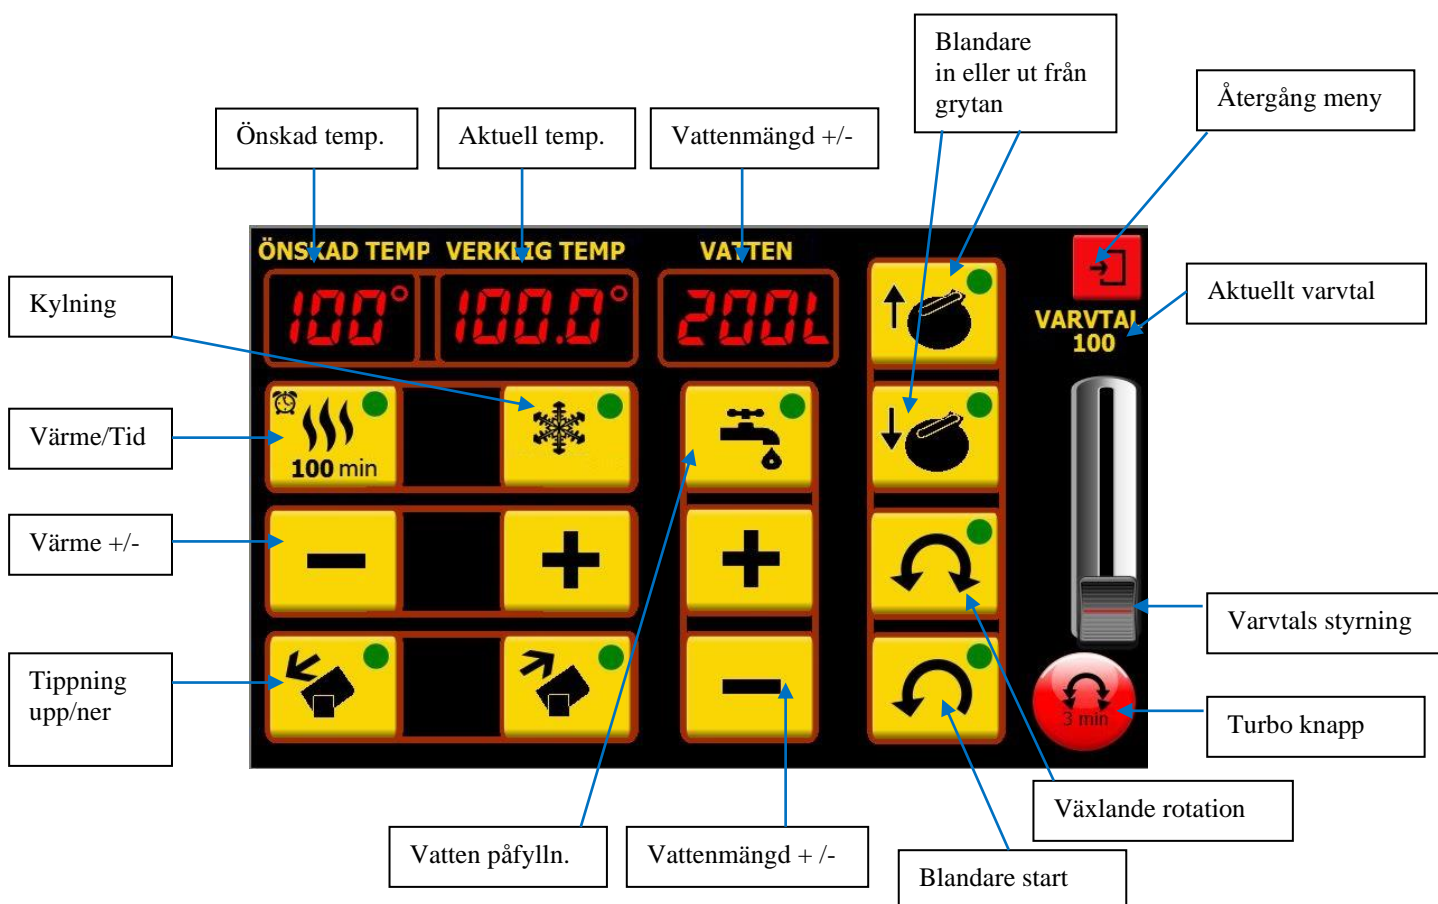 Blandare
in eller ut från
grytan
Återgång meny
Önskad temp.
Aktuell temp.
Vattenmängd +/-
ÖNSKAD TEMP
VERKLIG TEMP
VATTEN
100°
100.0°
200L
Kylning
Aktuellt varvtal
VARVTAL
100
Värme/Tid
100 min
Värme +/-
Varvtals styrning
Tippning
upp/ner
3 min
Turbo knapp
Växlande rotation
Vatten påfylln.
Vattenmängd + /-
Blandare start